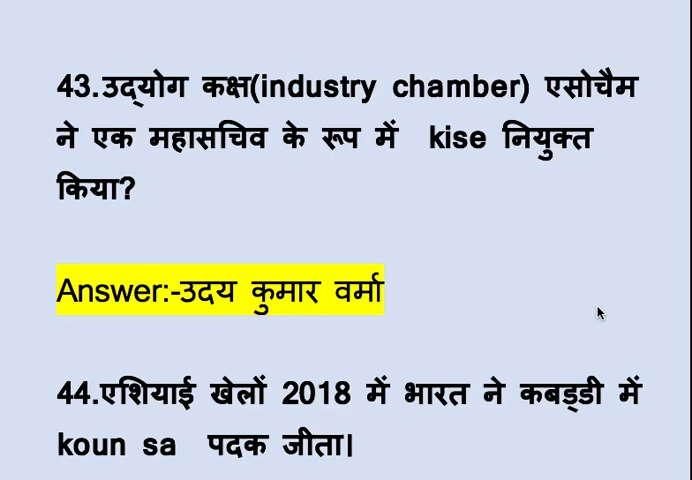 43.उद्योग कक्ष(industry chamber) एसोचैम
ने एक महासचिव के रूप में kise नियुक्त
किया?
Answer:-उदय कुमार वर्मा
44.एशियाई खेलों 2018 में भारत ने कबड्डी में
koun sa पदक जीता।